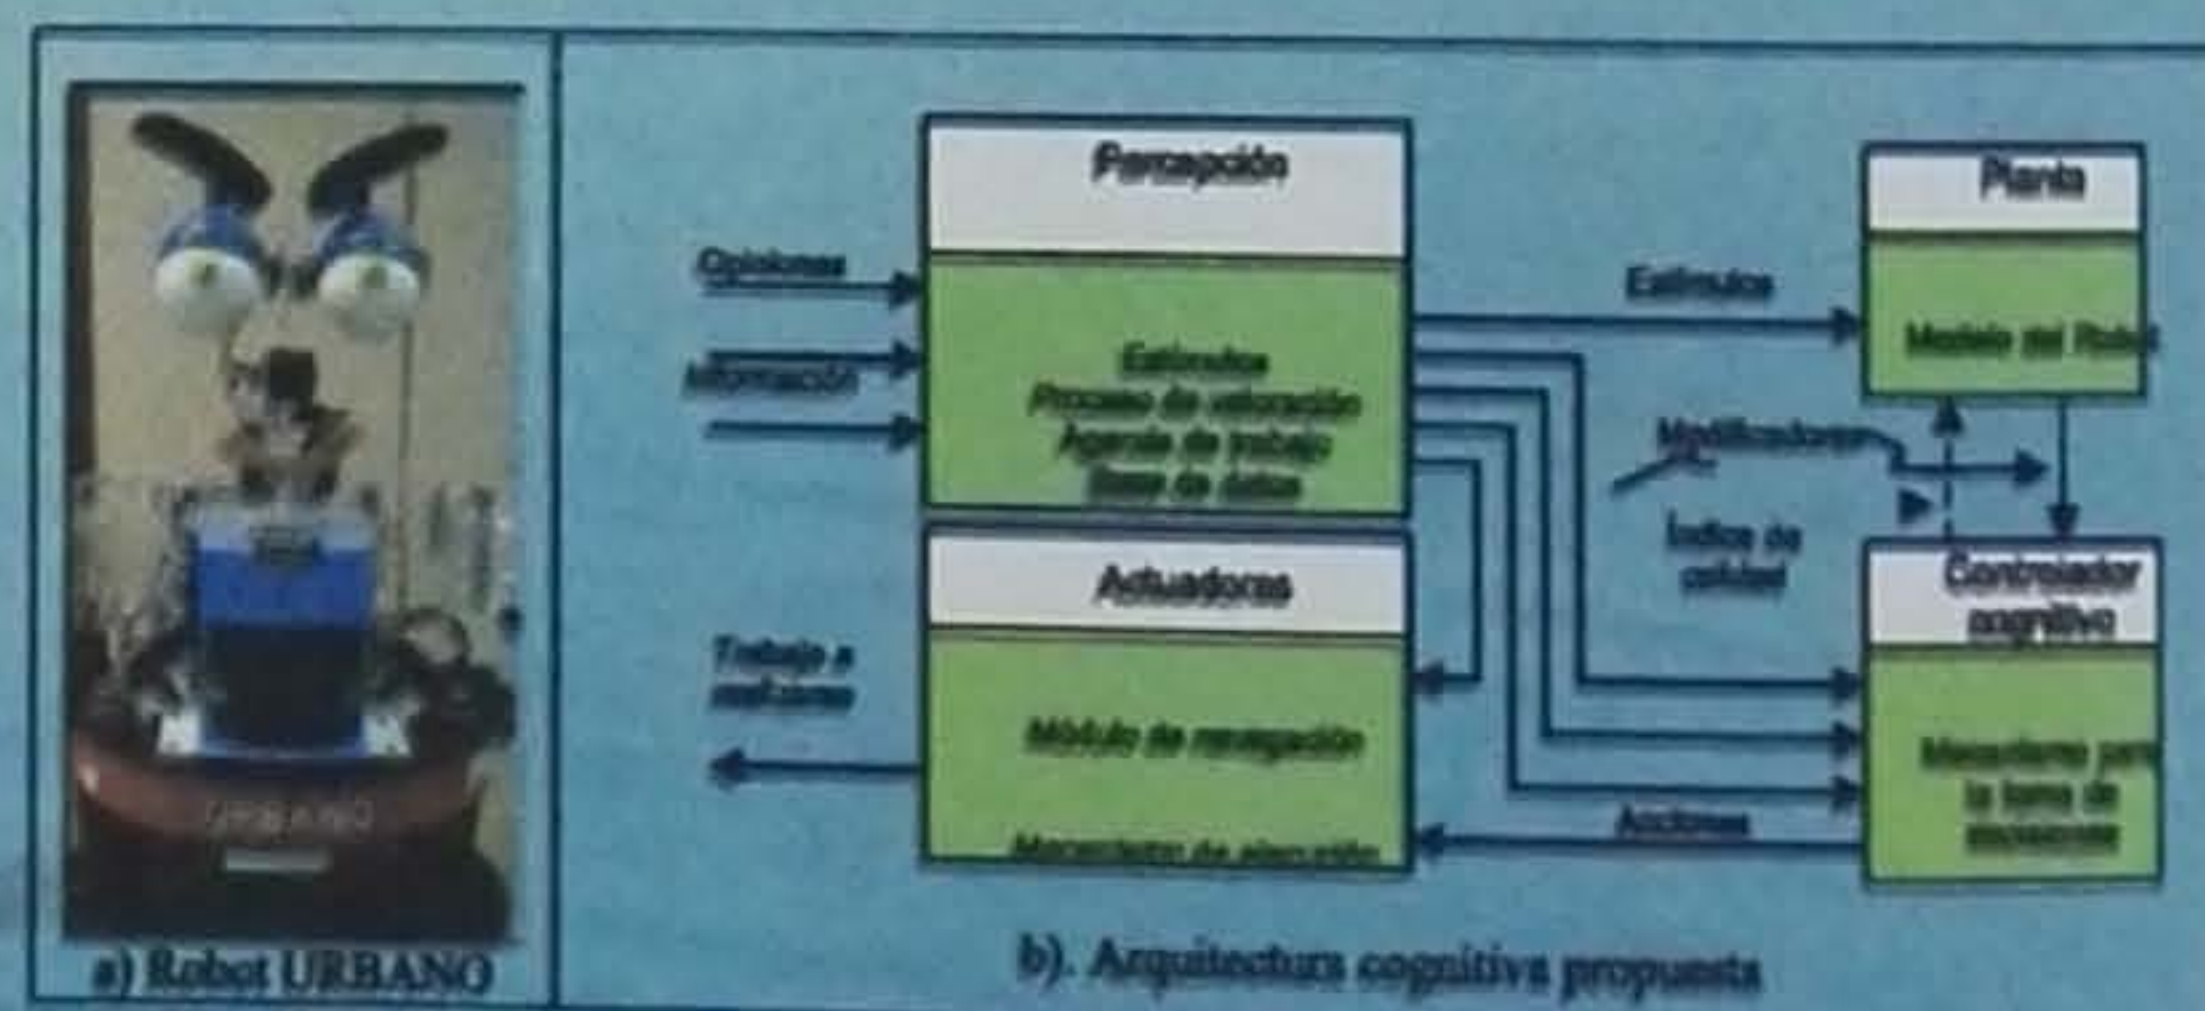 URBANO
a) Robot URBANO
Percepción
Opiniones
Información
Estímulos
Proceso de valoración
Agenda de trabajo
Base de datos
Estímulos
Planta
Modelo del Robot
Modificadores
Índice de
calidad
Controlador
cognitivo
Mecanismo para
la toma de
decisiones
Actuadores
Trabajo a
realizarse
Módulo de navegación
Mecanismo de ejecución
Acciones
b). Arquitectura cognitiva propuesta